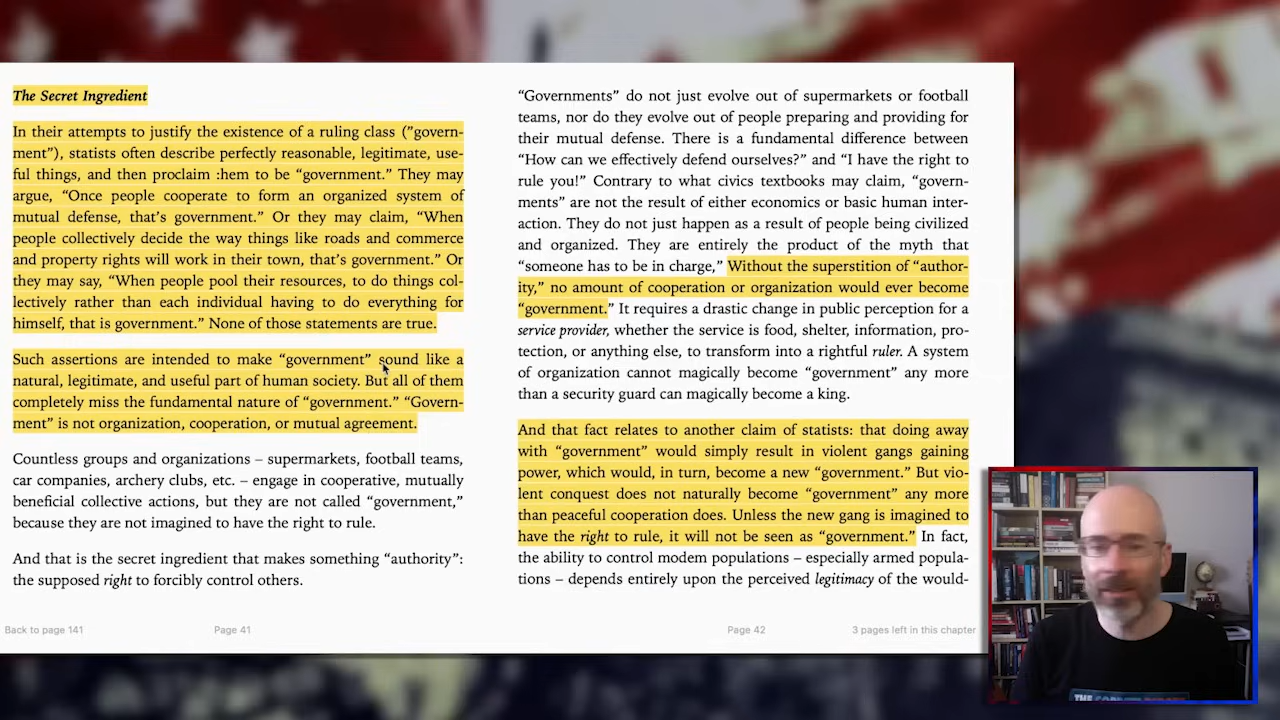 The Secret Ingredient
In their attempts to justify the existence of a ruling class ("govern-
ment"), statists often describe perfectly reasonable, legitimate, use-
ful things, and then proclaim :hem to be “government.” They may
argue, “Once people cooperate to form an organized system of
mutual defense, that’s government.” Or they may claim, “When
people collectively decide the way things like roads and commerce
and property rights will work in their town, that’s government.” Or
they may say, “When people pool their resources, to do things col-
lectively rather than each individual having to do everything for
himself, that is government.” None of those statements are true.
Such assertions are intended to make “government” sound like a
natural, legitimate, and useful part of human society. But all of them
completely miss the fundamental nature of “government.” “Govern-
ment” is not organization, cooperation, or mutual agreement.
Countless groups and organizations – supermarkets, football teams,
car companies, archery clubs, etc. – engage in cooperative, mutually
beneficial collective actions, but they are not called “government,”
because they are not imagined to have the right to rule.
And that is the secret ingredient that makes something “authority”:
the supposed right to forcibly control others.
Back to page 141
Page 41
“Governments” do not just evolve out of supermarkets or football
teams, nor do they evolve out of people preparing and providing for
their mutual defense. There is a fundamental difference between
“How can we effectively defend ourselves?” and “I have the right to
rule you!” Contrary to what civics textbooks may claim, “govern-
ments” are not the result of either economics or basic human inter-
action. They do not just happen as a result of people being civilized
and organized. They are entirely the product of the myth that
“someone has to be in charge,” Without the superstition of “author-
ity,” no amount of cooperation or organization would ever become
“government.” It requires a drastic change in public perception for a
service provider, whether the service is food, shelter, information, pro-
tection, or anything else, to transform into a rightful ruler. A system
of organization cannot magically become “government” any more
than a security guard can magically become a king.
And that fact relates to another claim of statists: that doing away
with “government” would simply result in violent gangs gaining
power, which would, in turn, become a new “government.” But vio-
lent conquest does not naturally become “government” any more
than peaceful cooperation does. Unless the new gang is imagined to
have the right to rule, it will not be seen as “government.” In fact,
the ability to control modem populations – especially armed popula-
tions – depends entirely upon the perceived legitimacy of the would-
Page 42
3 pages left in this chapter